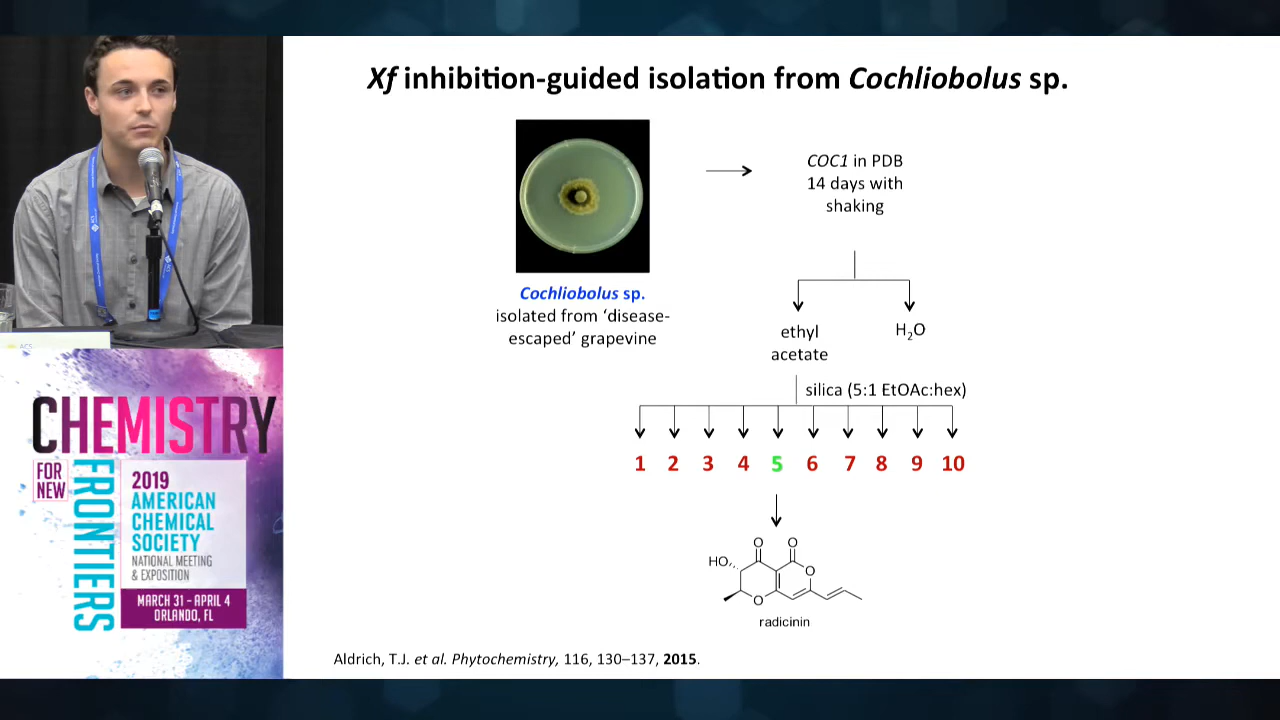 Xf inhibition-guided isolation from Cochliobolus sp.
COC1 in PDB
14 days with
shaking
Cochliobolus sp.
isolated from ‘disease-
escaped’ grapevine
ethyl
acetate
H₂O
silica (5:1 EtOAc:hex)
1 2 3 4 5 6 7 8 9 10
O O
HO
O
O
radicinin
Aldrich, T.J. et al. Phytochemistry, 116, 130–137, 2015.
ACS
CHEMISTRY
FOR
NEW
FRONTIERS
2019
AMERICAN
CHEMICAL
SOCIETY
NATIONAL MEETING
& EXPOSITION
MARCH 31 - APRIL 4
ORLANDO, FL